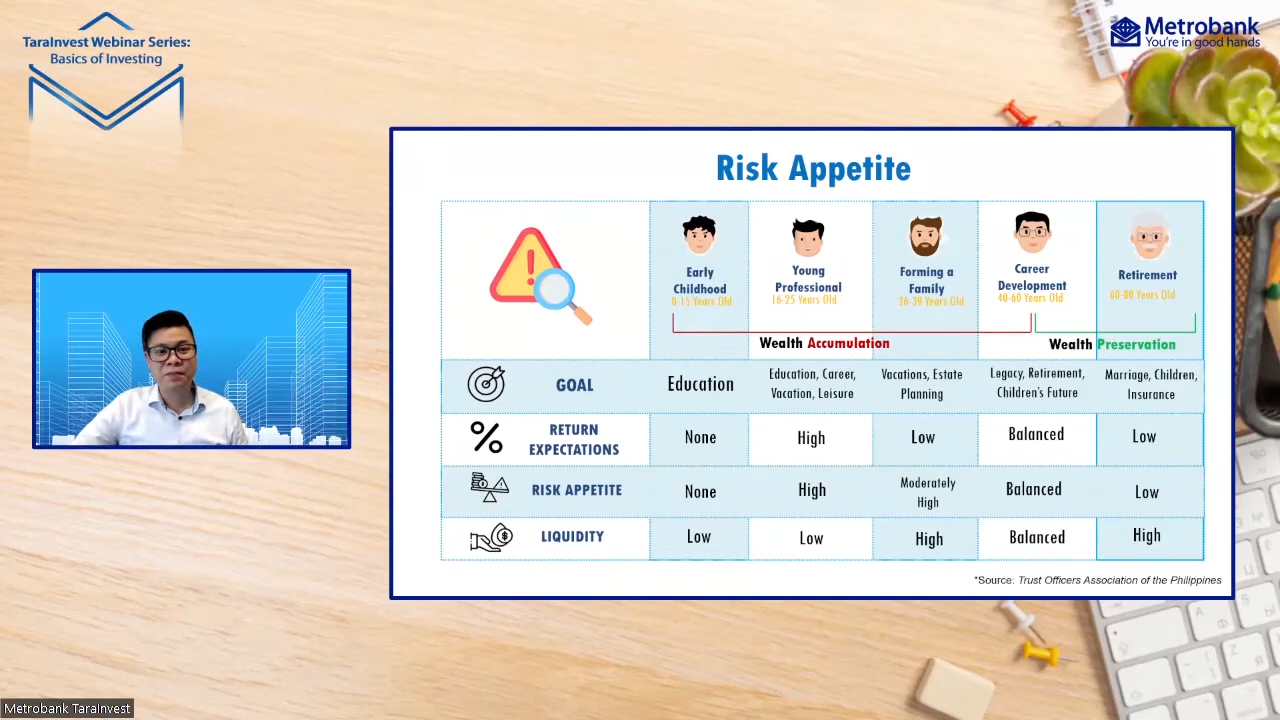 TaraInvest Webinar Series:
Basics of Investing
Metrobank
You're in good hands
Risk Appetite
Early
Childhood
0-15 Years Old
Young
Professional
16-25 Years Old
Forming a
Family
26-39 Years Old
Career
Development
40-60 Years Old
Retirement
60-80 Years Old
Wealth Accumulation
Wealth Preservation
GOAL
Education
Education, Career,
Vacation, Leisure
Vacations, Estate
Planning
Legacy, Retirement,
Children's Future
Marriage, Children,
Insurance
RETURN
EXPECTATIONS
None
High
Low
Balanced
Low
RISK APPETITE
None
High
Moderately
High
Balanced
Low
LIQUIDITY
Low
Low
High
Balanced
High
*Source: Trust Officers Association of the Philippines
Metrobank TaraInvest